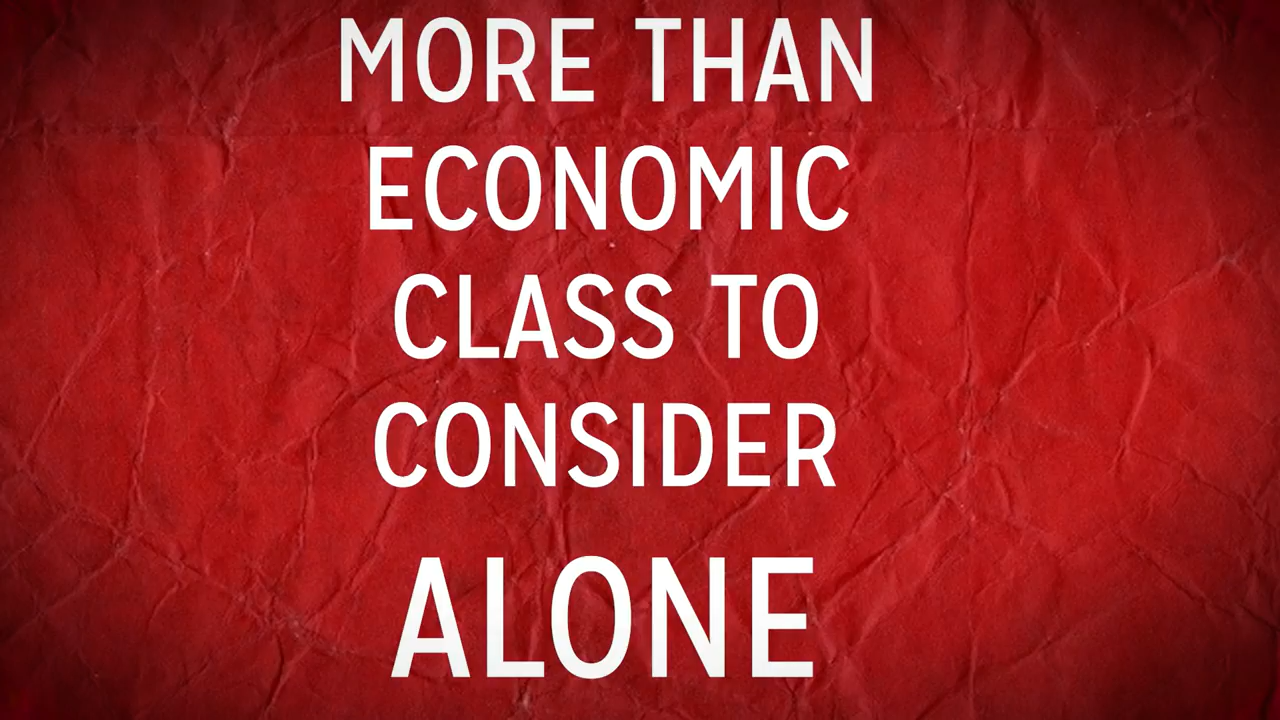 MORE THAN
ECONOMIC
CLASS TO
CONSIDER
ALONE